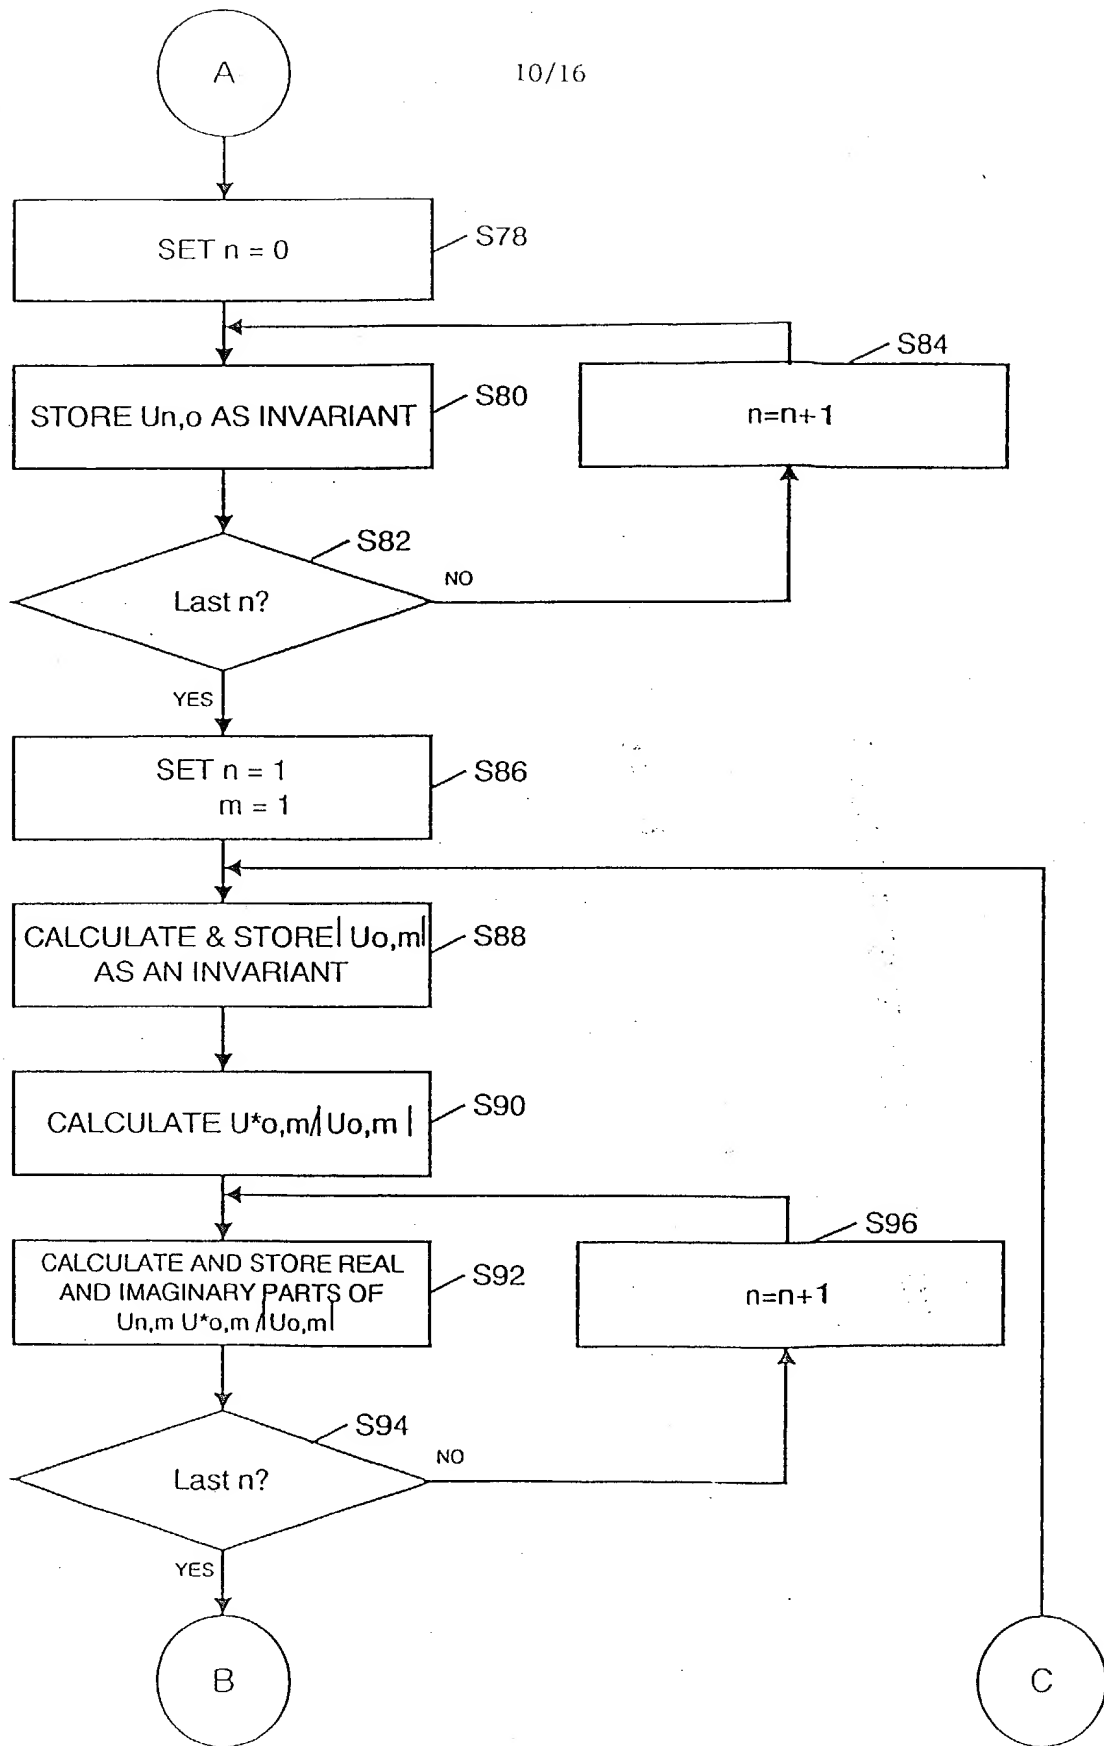 A
10/16
SET n = 0
S78
S84
STORE Un,o AS INVARIANT
S80
n=n+1
S82
Last n?
NO
YES
SET n = 1
m = 1
S86
CALCULATE & STORE| Uo,m|
AS AN INVARIANT
S88
CALCULATE U*o,m/| Uo,m |
S90
S96
CALCULATE AND STORE REAL
AND IMAGINARY PARTS OF
Un,m U*o,m /|Uo,m|
S92
n=n+1
S94
Last n?
NO
YES
B
C